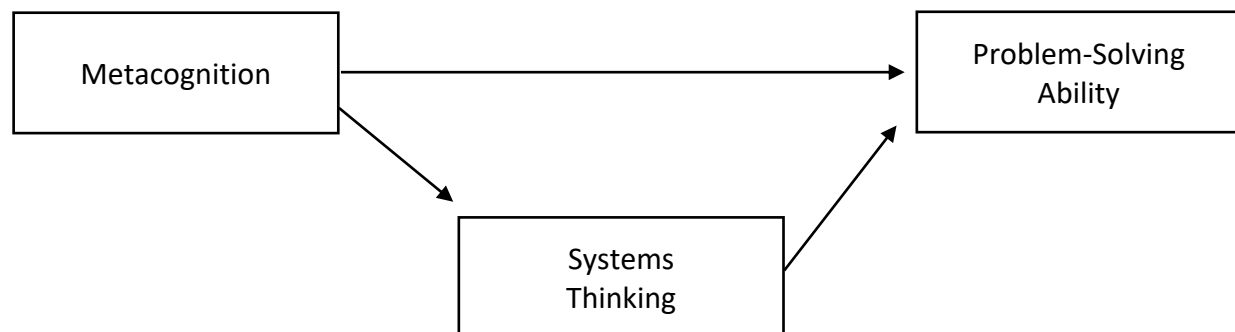 Metacognition
Problem-Solving
Ability
Systems
Thinking